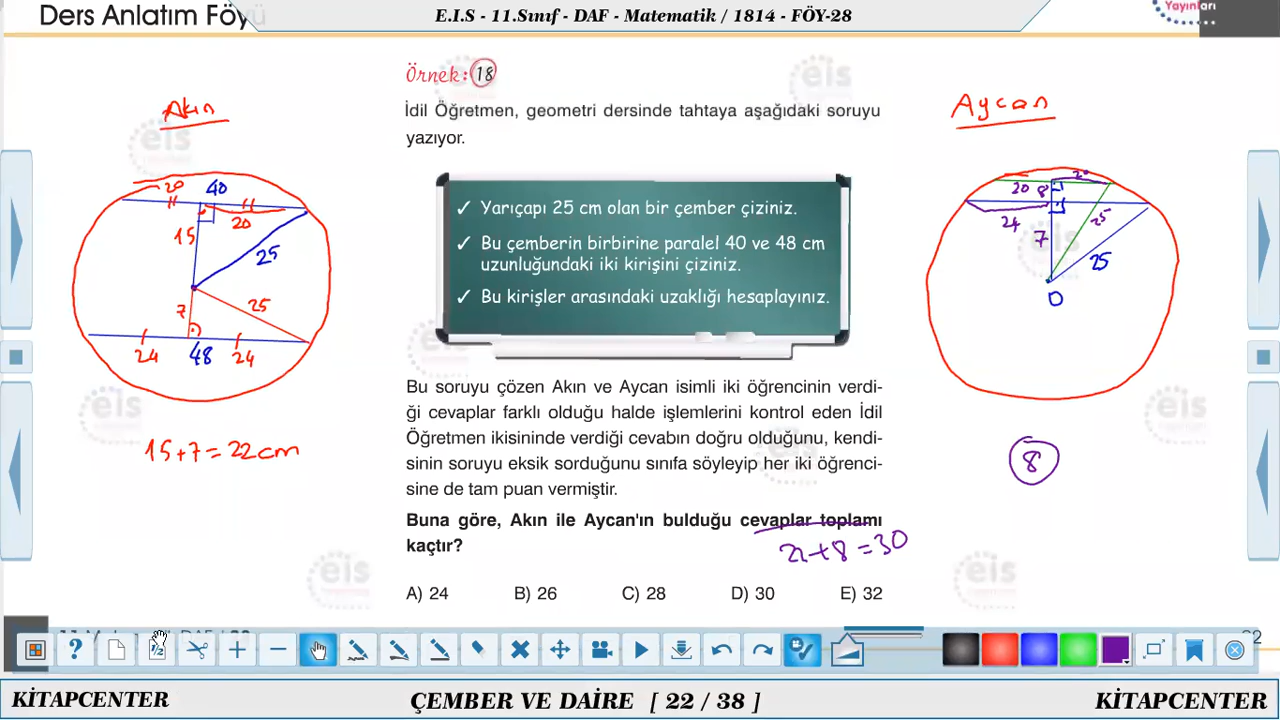 Ders Anlatım Föyü
E.I.S - 11.Sınıf - DAF - Matematik / 1814 - FÖY-28
Yayınları
Örnek: 18
İdil Öğretmen, geometri dersinde tahtaya aşağıdaki soruyu
yazıyor.
✓ Yarıçapı 25 cm olan bir çember çiziniz.
✓ Bu çemberin birbirine paralel 40 ve 48 cm
uzunluğundaki iki kirişini çiziniz.
✓ Bu kirişler arasındaki uzaklığı hesaplayınız.
Bu soruyu çözen Akın ve Aycan isimli iki öğrencinin verdi-
ği cevaplar farklı olduğu halde işlemlerini kontrol eden İdil
Öğretmen ikisininde verdiği cevabın doğru olduğunu, kendi-
sinin soruyu eksik sorduğunu sınıfa söyleyip her iki öğrenci-
sine de tam puan vermiştir.
Buna göre, Akın ile Aycan'ın bulduğu cevaplar toplamı
kaçtır?
22+8=30
A) 24 B) 26 C) 28 D) 30 E) 32
Akın
20 40
20
15
25
7 25
24 48 24
15+7=22cm
Aycan
20
20 8
24 7 25
25
O
8
eis
KİTAPCENTER
ÇEMBER VE DAİRE [ 22 / 38 ]
KİTAPCENTER